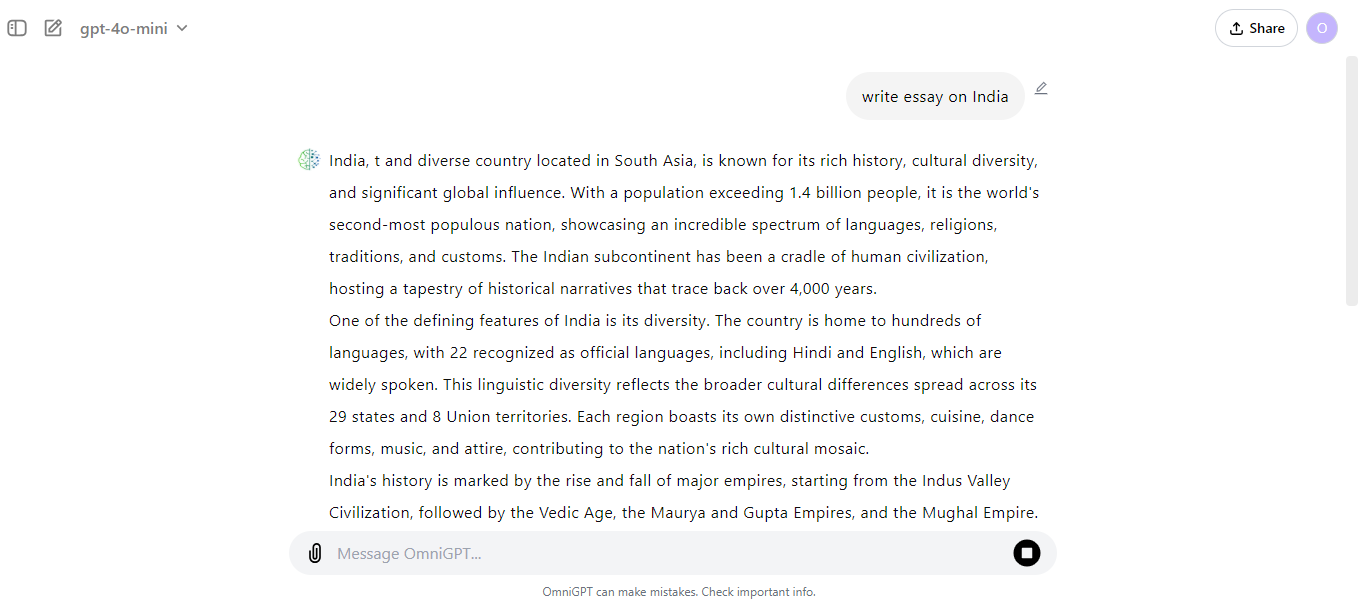 gpt-4o-mini
Share
O
write essay on India
India, t and diverse country located in South Asia, is known for its rich history, cultural diversity,
and significant global influence. With a population exceeding 1.4 billion people, it is the world's
second-most populous nation, showcasing an incredible spectrum of languages, religions,
traditions, and customs. The Indian subcontinent has been a cradle of human civilization,
hosting a tapestry of historical narratives that trace back over 4,000 years.
One of the defining features of India is its diversity. The country is home to hundreds of
languages, with 22 recognized as official languages, including Hindi and English, which are
widely spoken. This linguistic diversity reflects the broader cultural differences spread across its
29 states and 8 Union territories. Each region boasts its own distinctive customs, cuisine, dance
forms, music, and attire, contributing to the nation's rich cultural mosaic.
India's history is marked by the rise and fall of major empires, starting from the Indus Valley
Civilization, followed by the Vedic Age, the Maurya and Gupta Empires, and the Mughal Empire.
Message OmniGPT...
OmniGPT can make mistakes. Check important info.